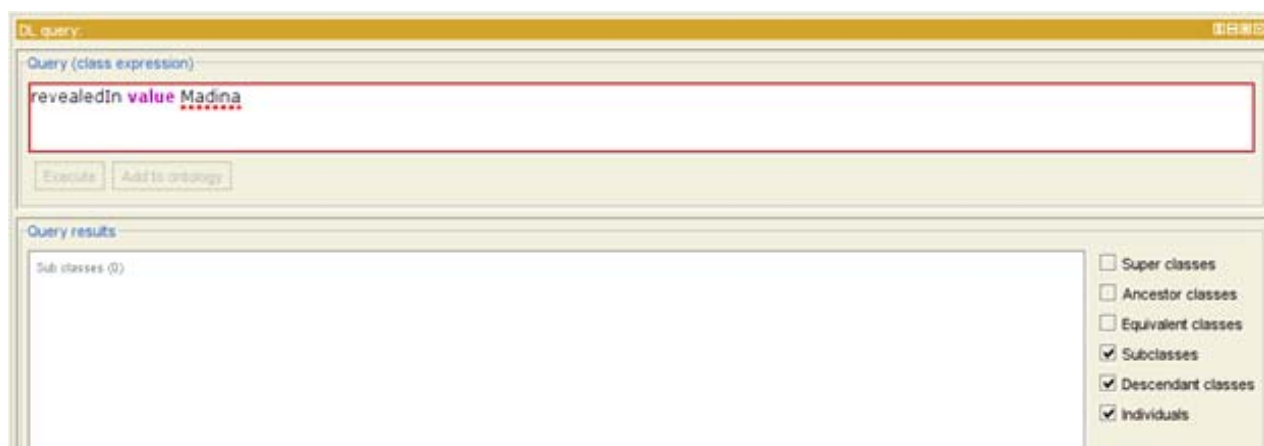 DL query:
Query (class expression)
revealedIn value Madina
Execute
Add to ontology
Query results
Sub classes (0)
Super classes
Ancestor classes
Equivalent classes
Subclasses
Descendant classes
Individuals